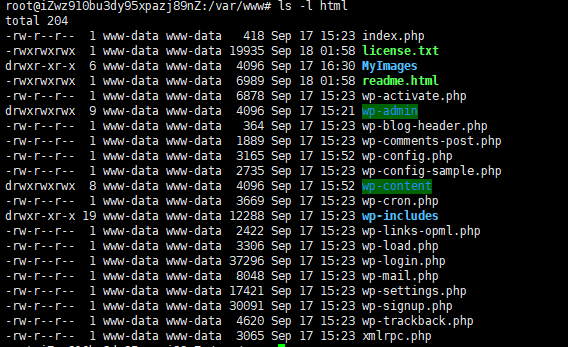 root@iZwz910bu3dy95xpazj89nZ:/var/www# ls -l html
total 204
-rw-r--r-- 1 www-data www-data 418 Sep 17 15:23 index.php
-rwxrwxrwx 1 www-data www-data 19935 Sep 18 01:58 license.txt
drwxr-xr-x 6 www-data www-data 4096 Sep 17 16:30 MyImages
-rwxrwxrwx 1 www-data www-data 6989 Sep 18 01:58 readme.html
-rw-r--r-- 1 www-data www-data 6878 Sep 17 15:23 wp-activate.php
drwxrwxrwx 9 www-data www-data 4096 Sep 17 15:21 wp-admin
-rw-r--r-- 1 www-data www-data 364 Sep 17 15:23 wp-blog-header.php
-rw-r--r-- 1 www-data www-data 1889 Sep 17 15:23 wp-comments-post.php
-rw-r--r-- 1 www-data www-data 3165 Sep 17 15:52 wp-config.php
-rw-r--r-- 1 www-data www-data 2735 Sep 17 15:23 wp-config-sample.php
drwxrwxrwx 8 www-data www-data 4096 Sep 17 15:52 wp-content
-rw-r--r-- 1 www-data www-data 3669 Sep 17 15:23 wp-cron.php
drwxr-xr-x 19 www-data www-data 12288 Sep 17 15:23 wp-includes
-rw-r--r-- 1 www-data www-data 2422 Sep 17 15:23 wp-links-opml.php
-rw-r--r-- 1 www-data www-data 3306 Sep 17 15:23 wp-load.php
-rw-r--r-- 1 www-data www-data 37296 Sep 17 15:23 wp-login.php
-rw-r--r-- 1 www-data www-data 8048 Sep 17 15:23 wp-mail.php
-rw-r--r-- 1 www-data www-data 17421 Sep 17 15:23 wp-settings.php
-rw-r--r-- 1 www-data www-data 30091 Sep 17 15:23 wp-signup.php
-rw-r--r-- 1 www-data www-data 4620 Sep 17 15:23 wp-trackback.php
-rw-r--r-- 1 www-data www-data 3065 Sep 17 15:23 xmlrpc.php